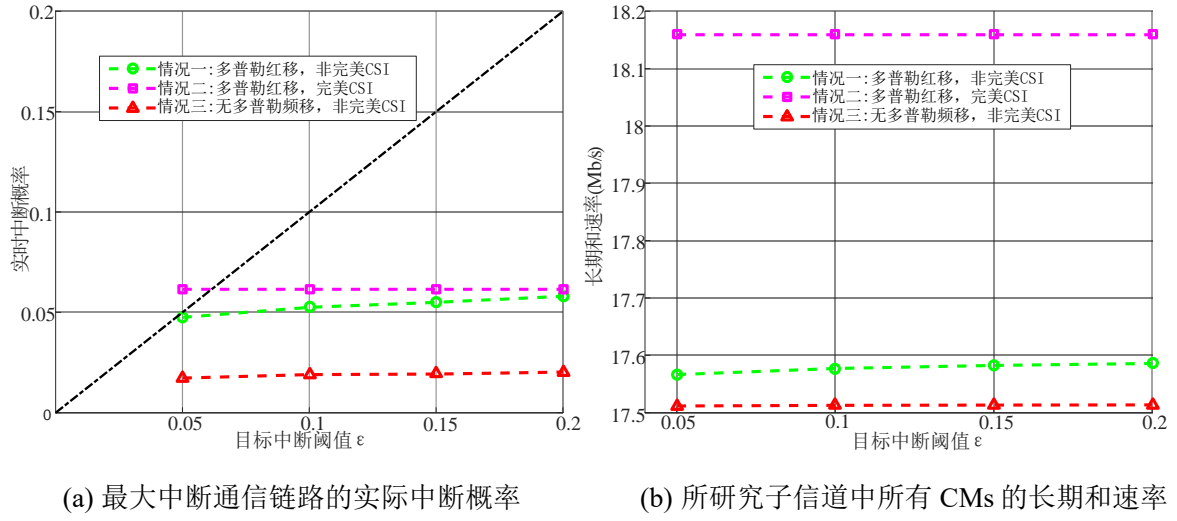 0.2
0.15
0.1
0.05
0
实时中断概率
情况一:多普勒红移, 非完美CSI
情况二:多普勒红移, 完美CSI
情况三:无多普勒频移, 非完美CSI
0.05
0.1
0.15
0.2
目标中断阈值 ε
(a) 最大中断通信链路的实际中断概率
18.2
18.1
18
17.9
17.8
17.7
17.6
17.5
长期和速率(Mb/s)
情况一:多普勒红移, 非完美CSI
情况二:多普勒红移, 完美CSI
情况三:无多普勒频移, 非完美CSI
0.05
0.1
0.15
0.2
目标中断阈值 ε
(b) 所研究子信道中所有 CMs 的长期和速率